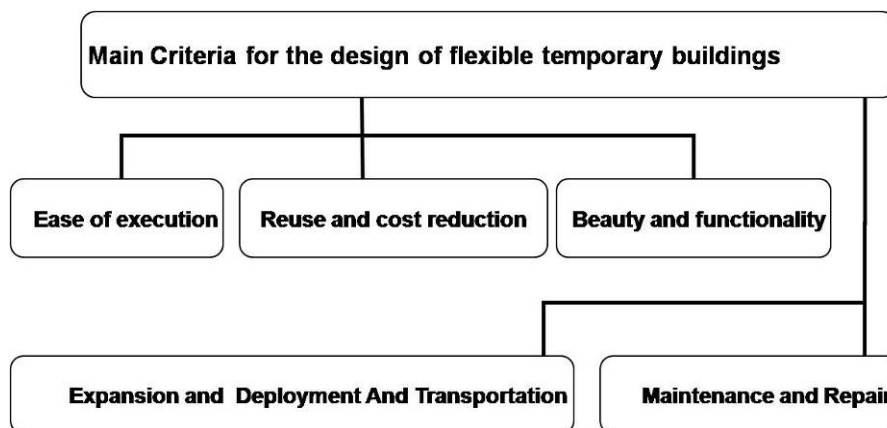 Main Criteria for the design of flexible temporary buildings
Ease of execution
Reuse and cost reduction
Beauty and functionality
Expansion and Deployment And Transportation
Maintenance and Repair